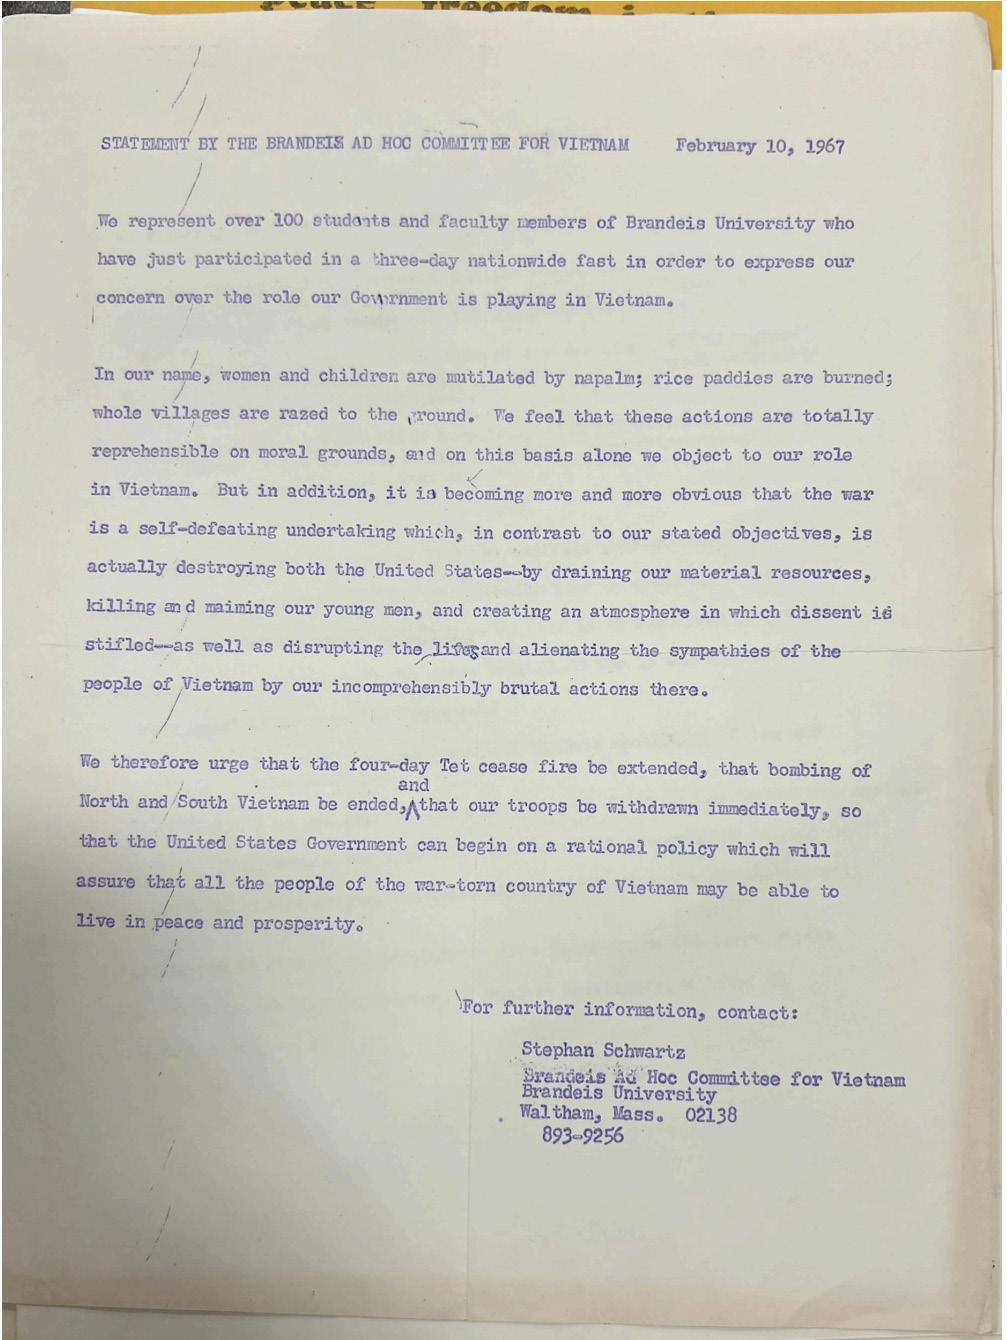 peace freedom is th
STATEMENT BY THE BRANDEIS AD HOC COMMITTEE FOR VIETNAM February 10, 1967
We represent over 100 students and faculty members of Brandeis University who
have just participated in a three-day nationwide fast in order to express our
concern over the role our Government is playing in Vietnam.
In our name, women and children are mutilated by napalm; rice paddies are burned;
whole villages are razed to the ground. We feel that these actions are totally
reprehensible on moral grounds, and on this basis alone we object to our role
in Vietnam. But in addition, it is becoming more and more obvious that the war
is a self-defeating undertaking which, in contrast to our stated objectives, is
actually destroying both the United States--by draining our material resources,
killing and maiming our young men, and creating an atmosphere in which dissent is
stifled--as well as disrupting the lifes and alienating the sympathies of the
people of Vietnam by our incomprehensibly brutal actions there.
We therefore urge that the four-day Tet cease fire be extended, that bombing of
and
North and South Vietnam be ended, that our troops be withdrawn immediately, so
that the United States Government can begin on a rational policy which will
assure that all the people of the war-torn country of Vietnam may be able to
live in peace and prosperity.
For further information, contact:
Stephan Schwartz
Brandeis Ad Hoc Committee for Vietnam
Brandeis University
Waltham, Mass. 02138
893-9256